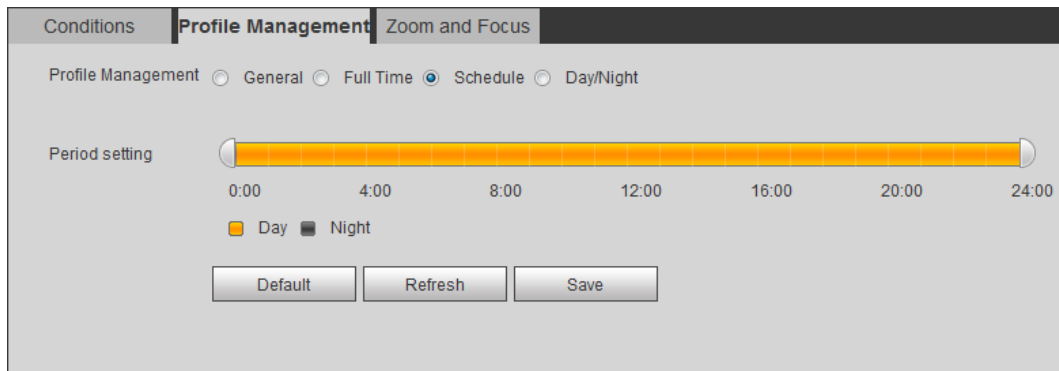 Conditions Profile Management Zoom and Focus
Profile Management General Full Time Schedule Day/Night
Period setting
0:00 4:00 8:00 12:00 16:00 20:00 24:00
Day Night
Default Refresh Save